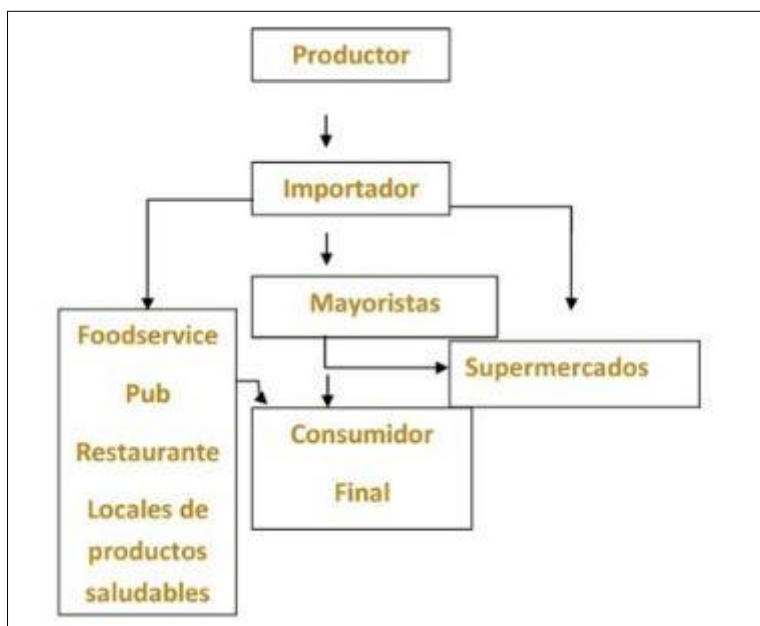 Productor
Importador
Mayoristas
Foodservice
Pub
Restaurante
Locales de
productos
saludables
Supermercados
Consumidor
Final